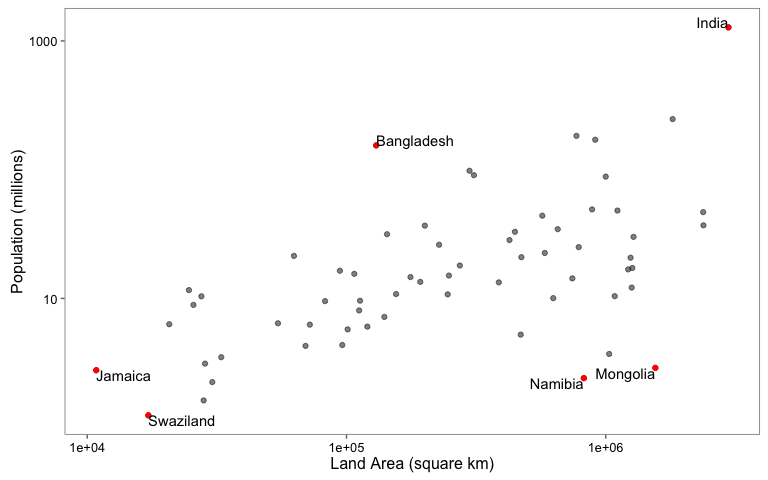 India
1000
Bangladesh
Population (millions)
10
Jamaica
Mongolia
Namibia
Swaziland
1e+04
1e+05
1e+06
Land Area (square km)